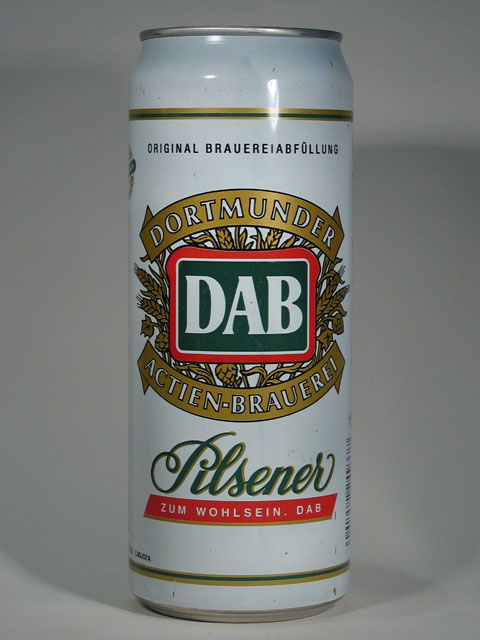 ORIGINAL BRAUEREIABFÜLLUNG
DORTMUNDER
DAB
ACTIEN-BRAUEREI
Pilsener
ZUM WOHLSEIN. DAB